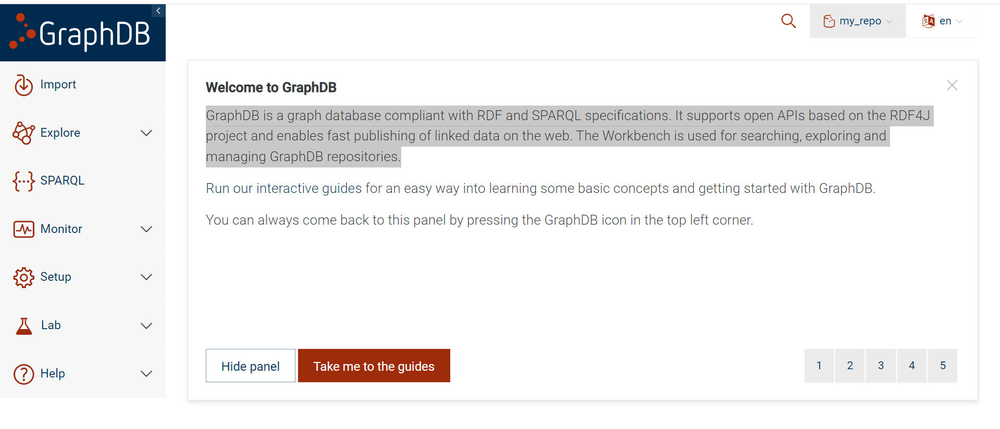 GraphDB
my_repo
en
Import
Explore
SPARQL
Monitor
Setup
Lab
Help
Welcome to GraphDB
GraphDB is a graph database compliant with RDF and SPARQL specifications. It supports open APIs based on the RDF4J
project and enables fast publishing of linked data on the web. The Workbench is used for searching, exploring and
managing GraphDB repositories.
Run our interactive guides for an easy way into learning some basic concepts and getting started with GraphDB.
You can always come back to this panel by pressing the GraphDB icon in the top left corner.
Hide panel
Take me to the guides
1 2 3 4 5